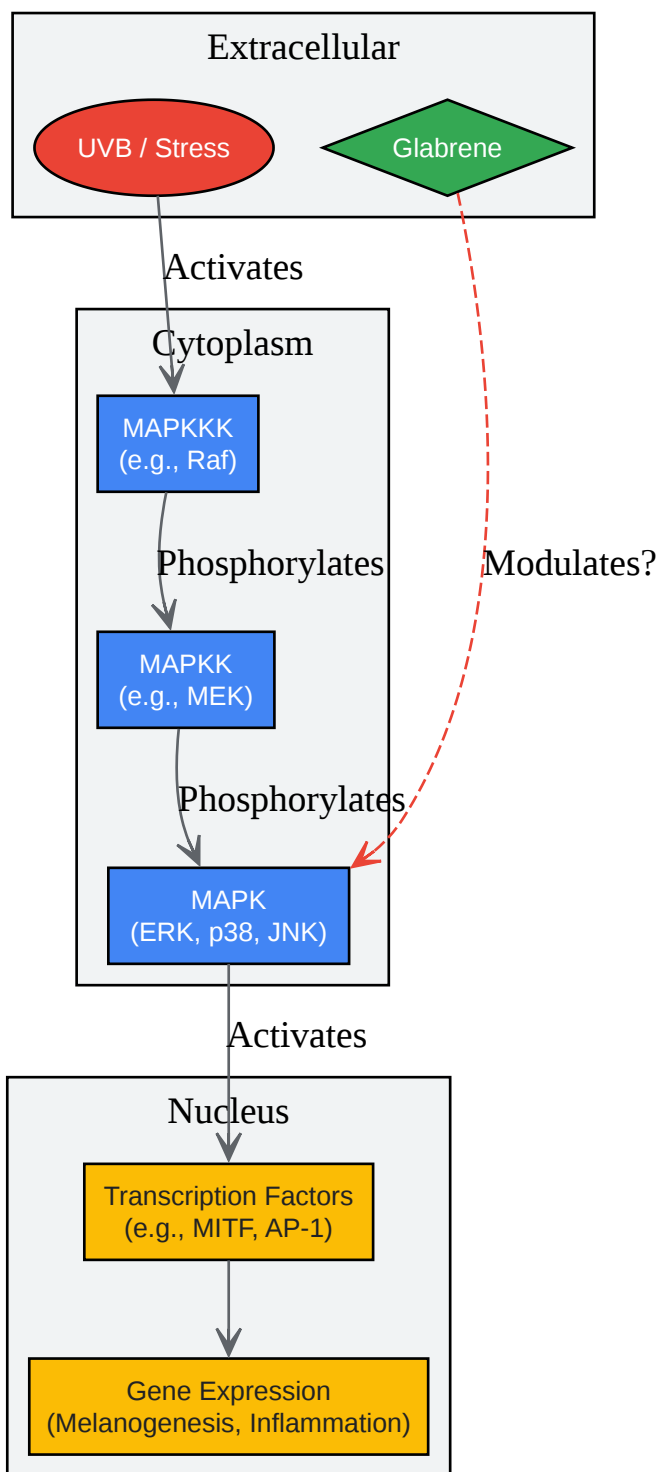 Extracellular
UVB / Stress
Glabrene
Activates
Cytoplasm
MAPKKK
(e.g., Raf)
Phosphorylates
Modulates?
MAPKK
(e.g., MEK)
Phosphorylates
MAPK
(ERK, p38, JNK)
Activates
Nucleus
Transcription Factors
(e.g., MITF, AP-1)
Gene Expression
(Melanogenesis, Inflammation)